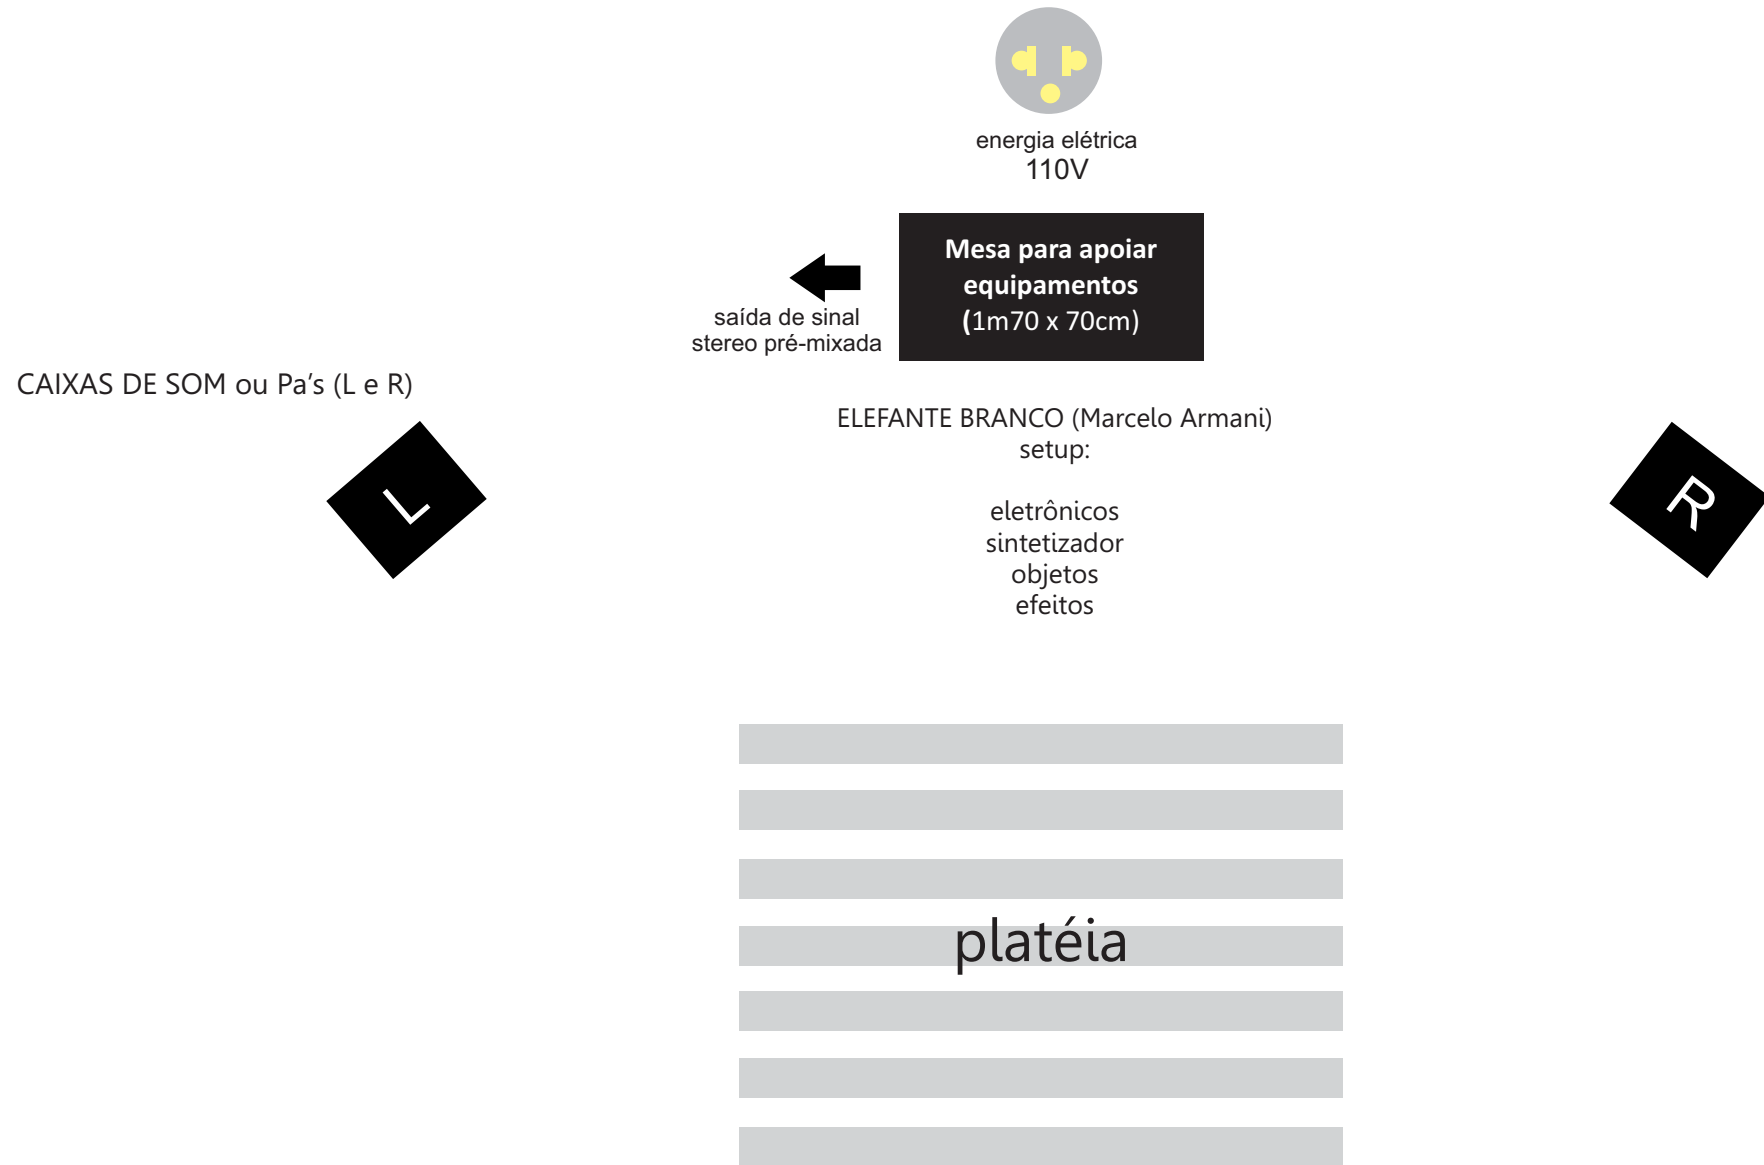 energia elétrica
110V
Mesa para apoiar
equipamentos
(1m70 x 70cm)
saída de sinal
stereo pré-mixada
CAIXAS DE SOM ou Pa’s (L e R)
ELEFANTE BRANCO (Marcelo Armani)
setup:
L
R
eletrônicos
sintetizador
objetos
efeitos
platéia